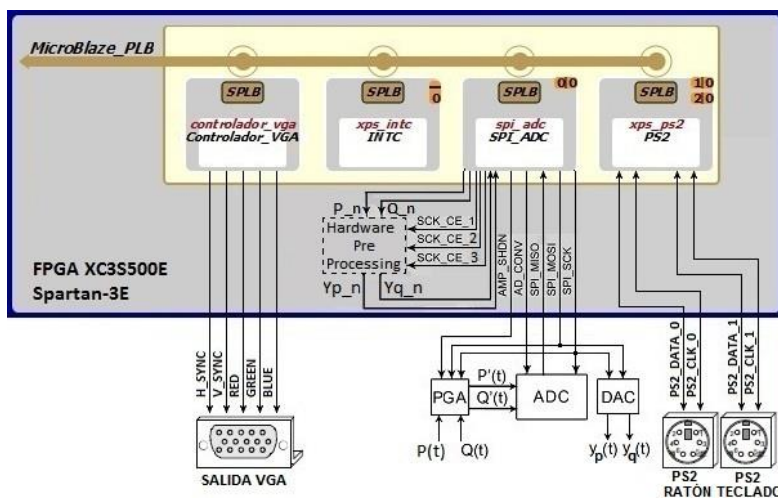 MicroBlaze_PLB
SPLB
SPLB
SPLB
SPLB
0
0 0
1 0
2 0
controlador_vga
Controlador_VGA
xps_intc
INTC
spi_adc
SPI_ADC
xps_ps2
PS2
P_n
Q_n
Hardware
Pre
Processing
SCK_CE_1
SCK_CE_2
SCK_CE_3
Yp_n
Yq_n
AMP_SHDN
AD_CONV
SPI_MISO
SPI_MOSI
SPI_SCK
FPGA XC3S500E
Spartan-3E
H_SYNC
V_SYNC
RED
GREEN
BLUE
PS2_DATA_0
PS2_CLK_0
PS2_DATA_1
PS2_CLK_1
PGA
P'(t)
Q'(t)
ADC
DAC
P(t)
Q(t)
yp(t)
yq(t)
SALIDA VGA
PS2
RATÒN
PS2
TECLADO